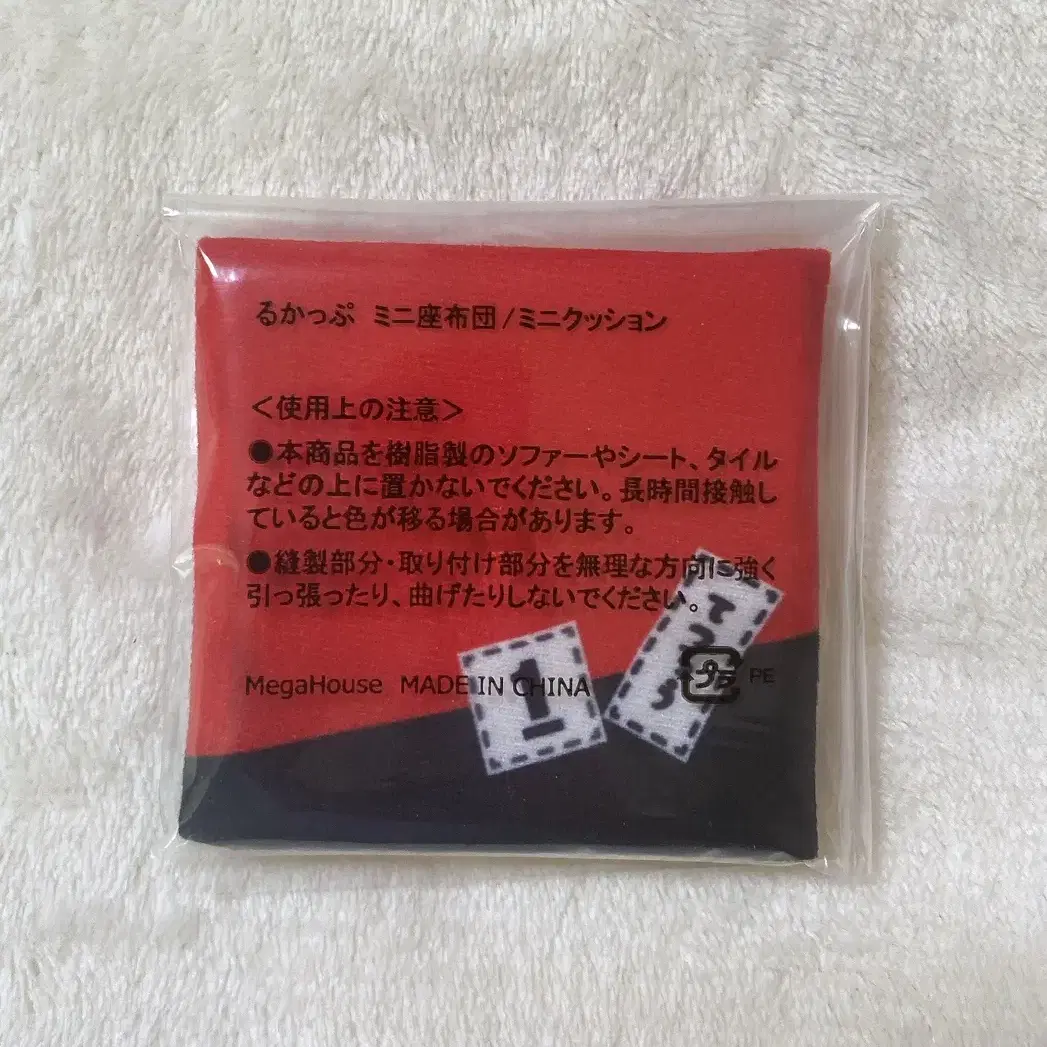 るかっぷ ミニ座布団/ミニクッション
<使用上の注意>
●本商品を樹脂製のソファーやシート、タイル
などの上に置かないでください。長時間接触し
ていると色が移る場合があります。
●縫製部分・取り付け部分を無理な方向に強く
引っ張ったり、曲げたりしないでください。
MegaHouse MADE IN CHINA
プラ PE
1